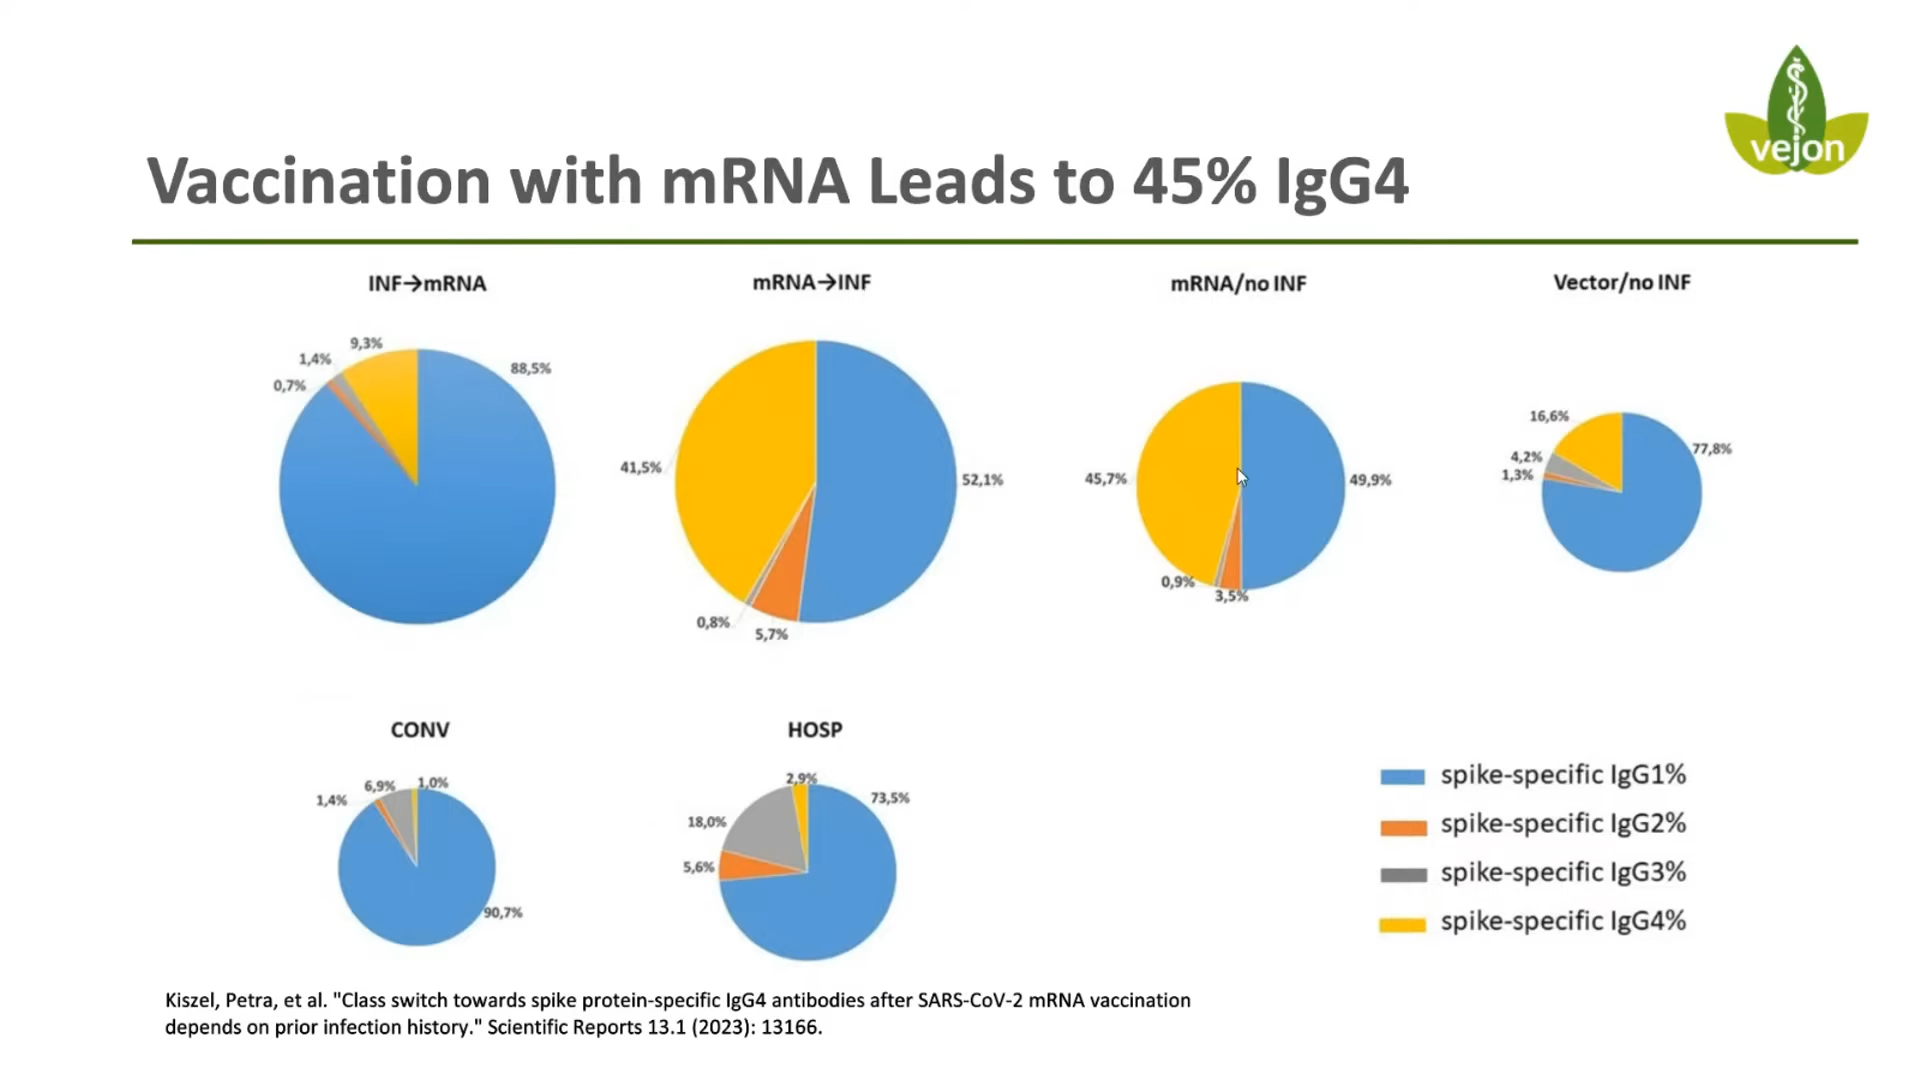 vejon
Vaccination with mRNA Leads to 45% IgG4
INF→mRNA
9,3%
1,4%
0,7%
88,5%
mRNA→INF
41,5%
52,1%
0,8%
5,7%
mRNA/no INF
45,7%
49,9%
0,9%
3,5%
Vector/no INF
16,6%
4,2%
1,3%
77,8%
CONV
1,4%
6,9%
1,0%
90,7%
HOSP
2,9%
73,5%
18,0%
5,6%
spike-specific IgG1%
spike-specific IgG2%
spike-specific IgG3%
spike-specific IgG4%
Kiszel, Petra, et al. "Class switch towards spike protein-specific IgG4 antibodies after SARS-CoV-2 mRNA vaccination
depends on prior infection history." Scientific Reports 13.1 (2023): 13166.